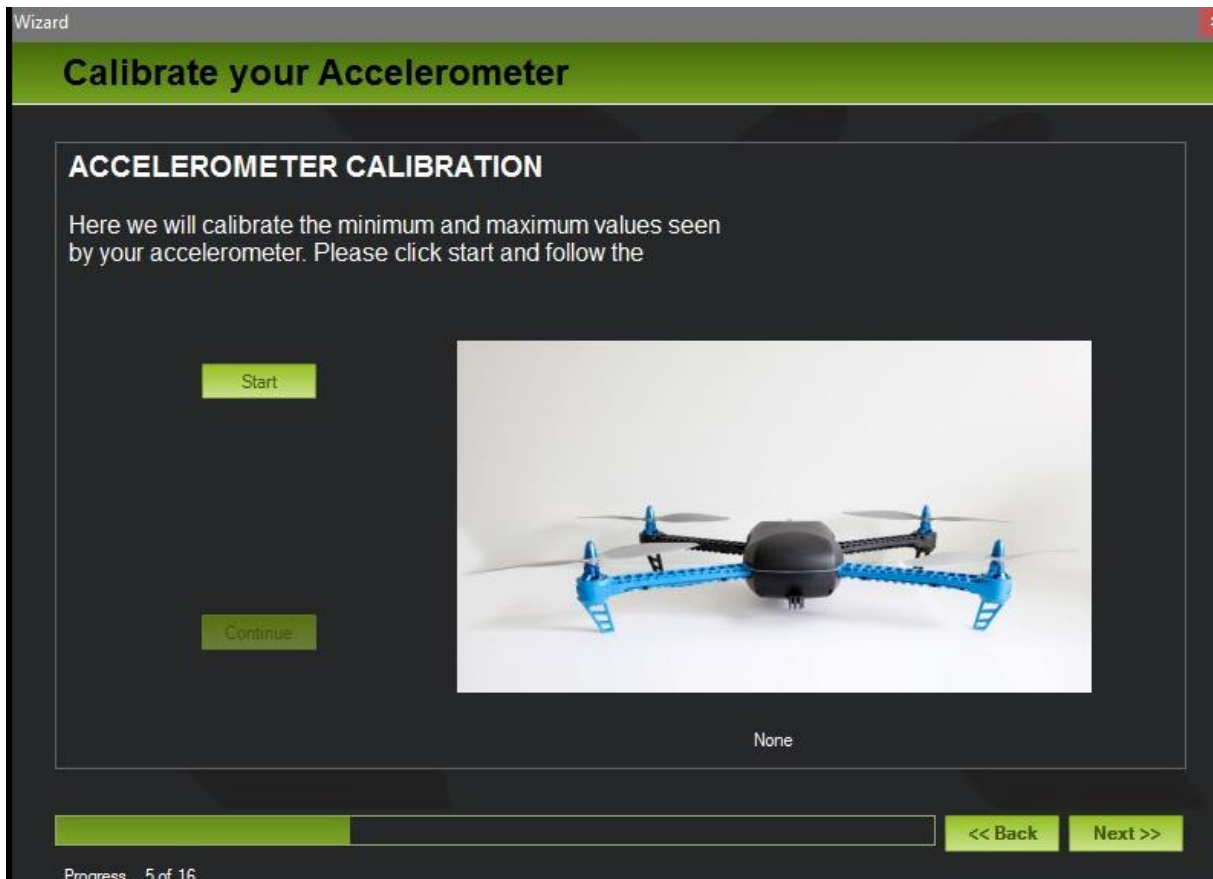 Wizard
Calibrate your Accelerometer
ACCELEROMETER CALIBRATION
Here we will calibrate the minimum and maximum values seen
by your accelerometer. Please click start and follow the
Start
Continue
None
<< Back
Next >>
Progress 5 of 16